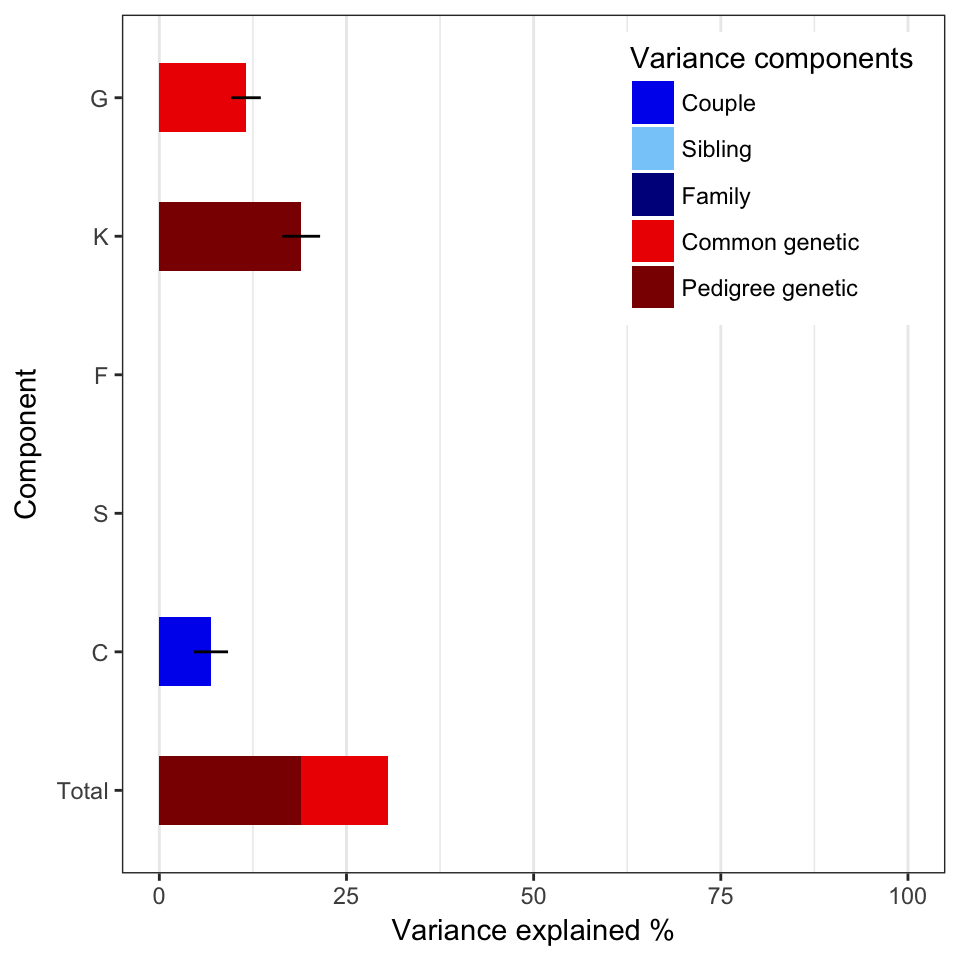 Variance components
Couple
Sibling
Family
Common genetic
Pedigree genetic
G
K
F
S
C
Total
Component
0 25 50 75 100
Variance explained %